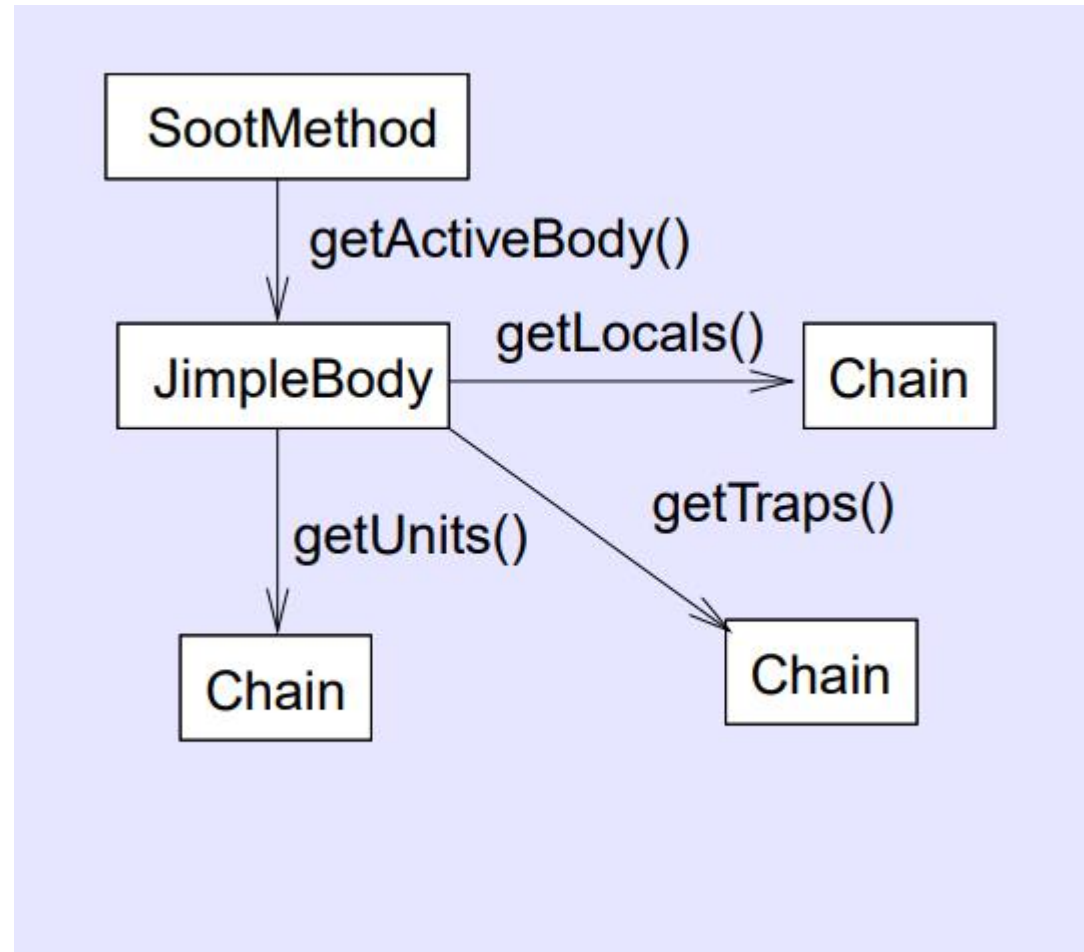 SootMethod
getActiveBody()
getLocals()
JimpleBody
Chain
getTraps()
getUnits()
Chain
Chain